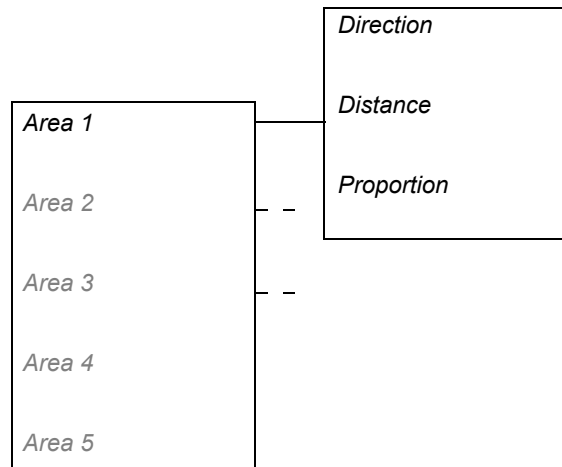 Direction
Distance
Proportion
Area 1
Area 2
Area 3
Area 4
Area 5